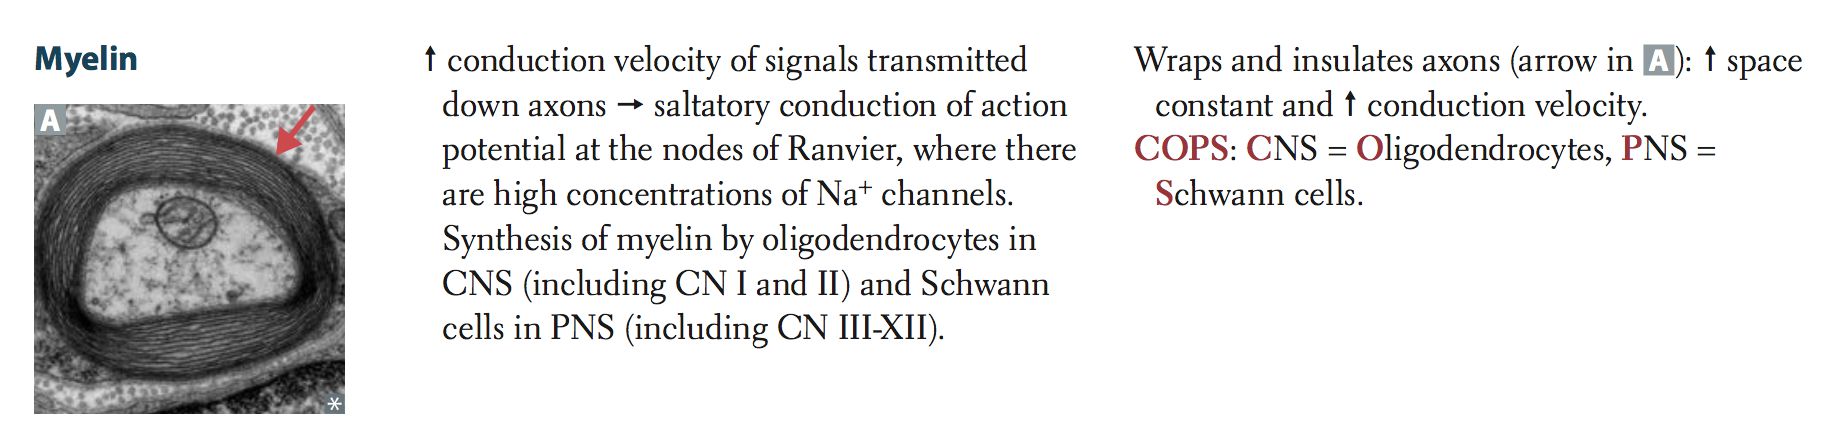 Myelin
A
*
↑ conduction velocity of signals transmitted
down axons → saltatory conduction of action
potential at the nodes of Ranvier, where there
are high concentrations of Na⁺ channels.
Synthesis of myelin by oligodendrocytes in
CNS (including CN I and II) and Schwann
cells in PNS (including CN III-XII).
Wraps and insulates axons (arrow in A): ↑ space
constant and ↑ conduction velocity.
COPS: CNS = Oligodendrocytes, PNS =
Schwann cells.